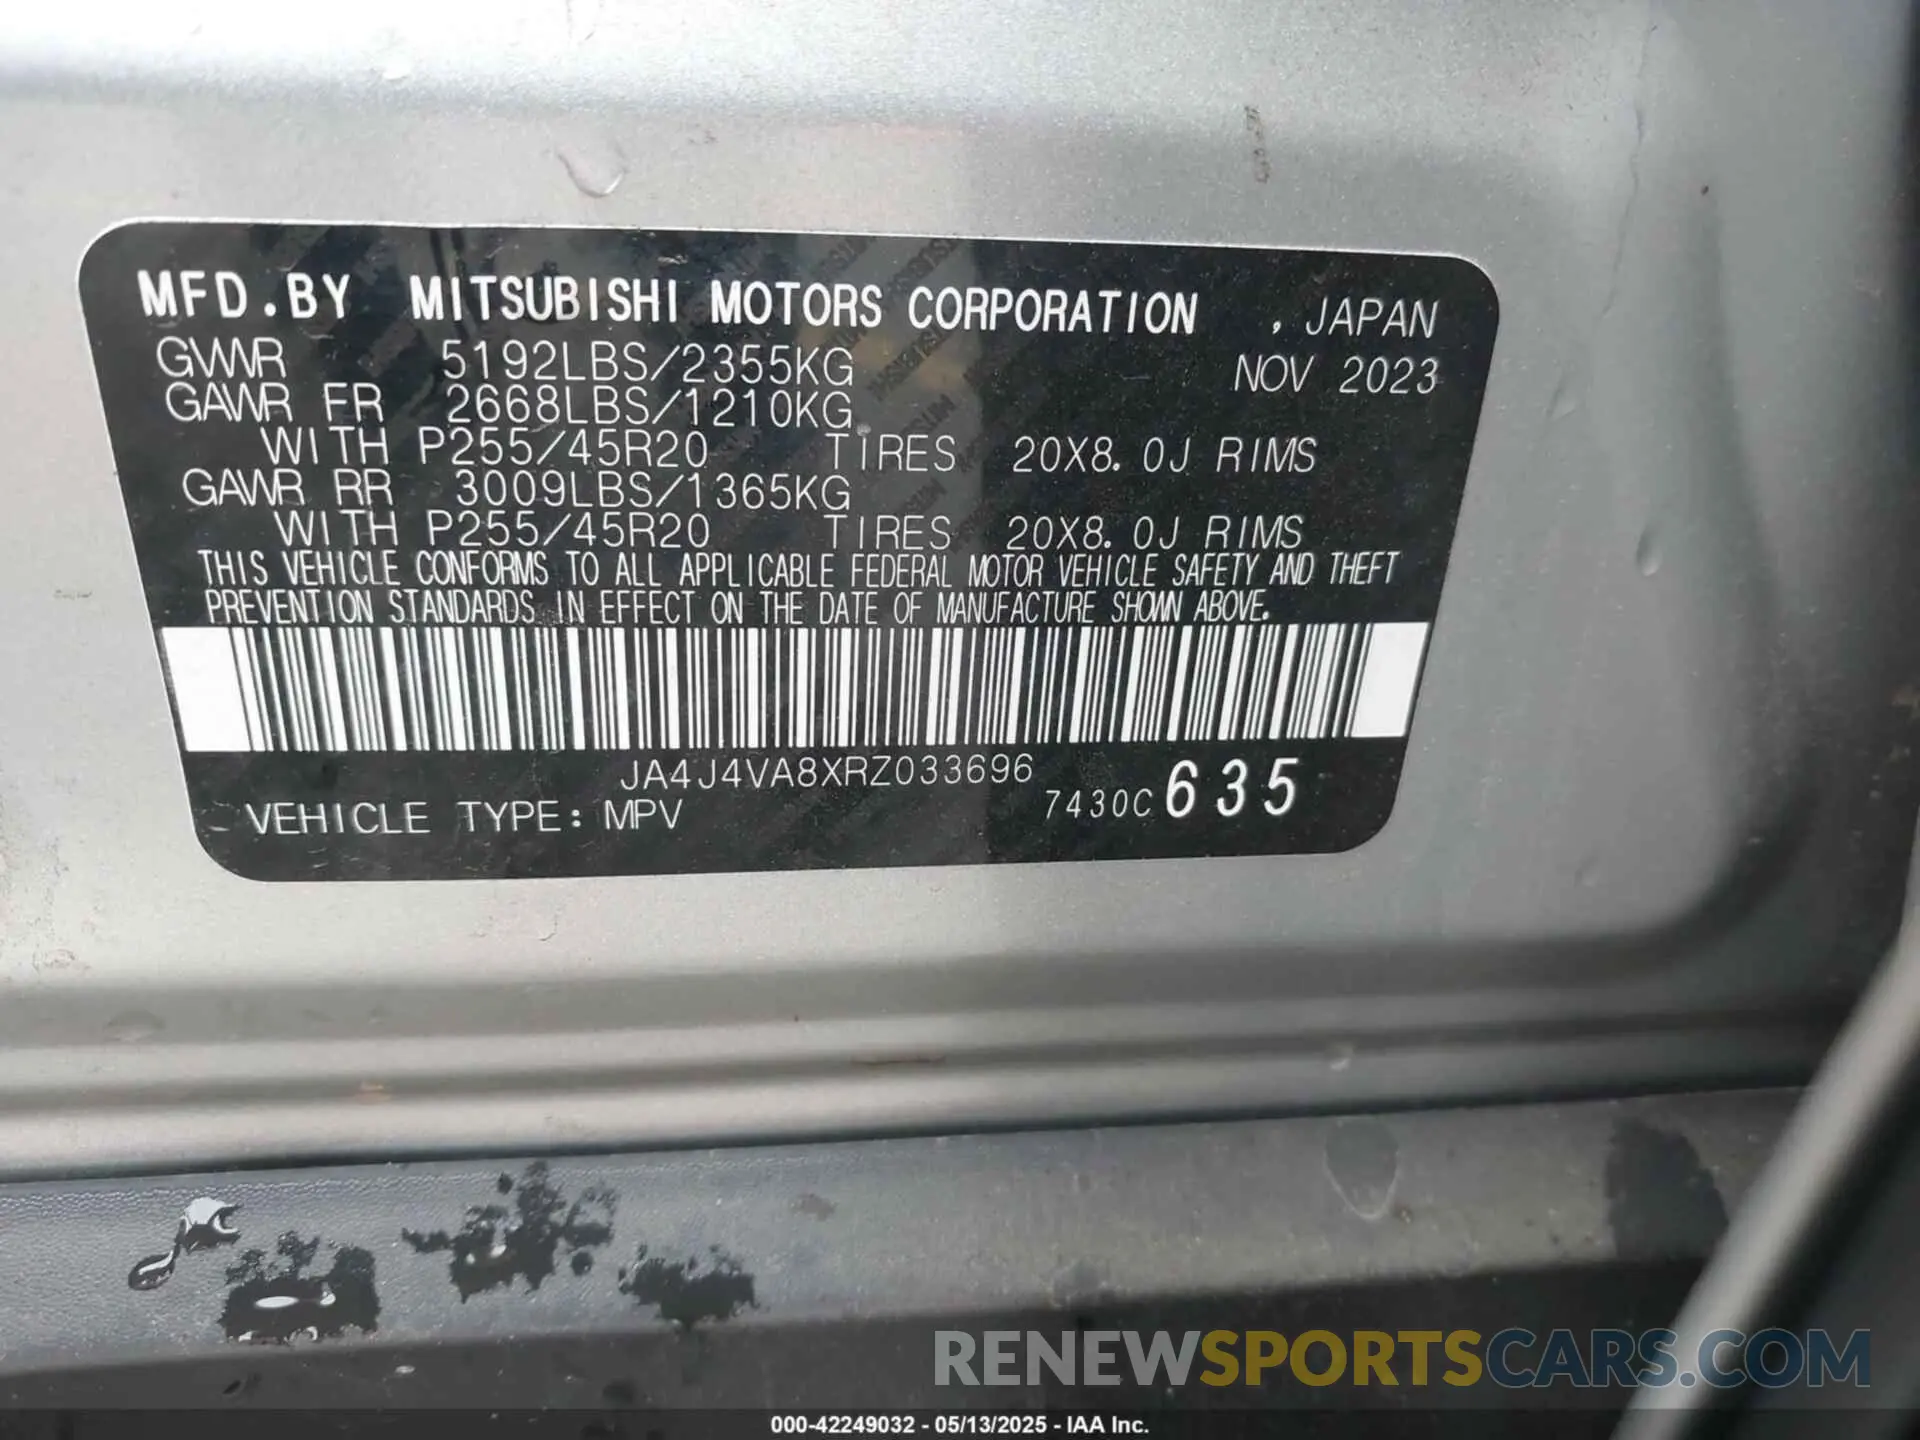 MFD.BY MITSUBISHI MOTORS CORPORATION , JAPAN
GVWR 5192LBS/2355KG NOV 2023
GAWR FR 2668LBS/1210KG
WITH P255/45R20 TIRES 20X8.0J RIMS
GAWR RR 3009LBS/1365KG
WITH P255/45R20 TIRES 20X8.0J RIMS
THIS VEHICLE CONFORMS TO ALL APPLICABLE FEDERAL MOTOR VEHICLE SAFETY AND THEFT
PREVENTION STANDARDS IN EFFECT ON THE DATE OF MANUFACTURE SHOWN ABOVE.
JA4J4VA8XRZ033696
VEHICLE TYPE: MPV 7430C 635
RENEWSPORTSCARS.COM
000-42249032 - 05/13/2025 - IAA Inc.